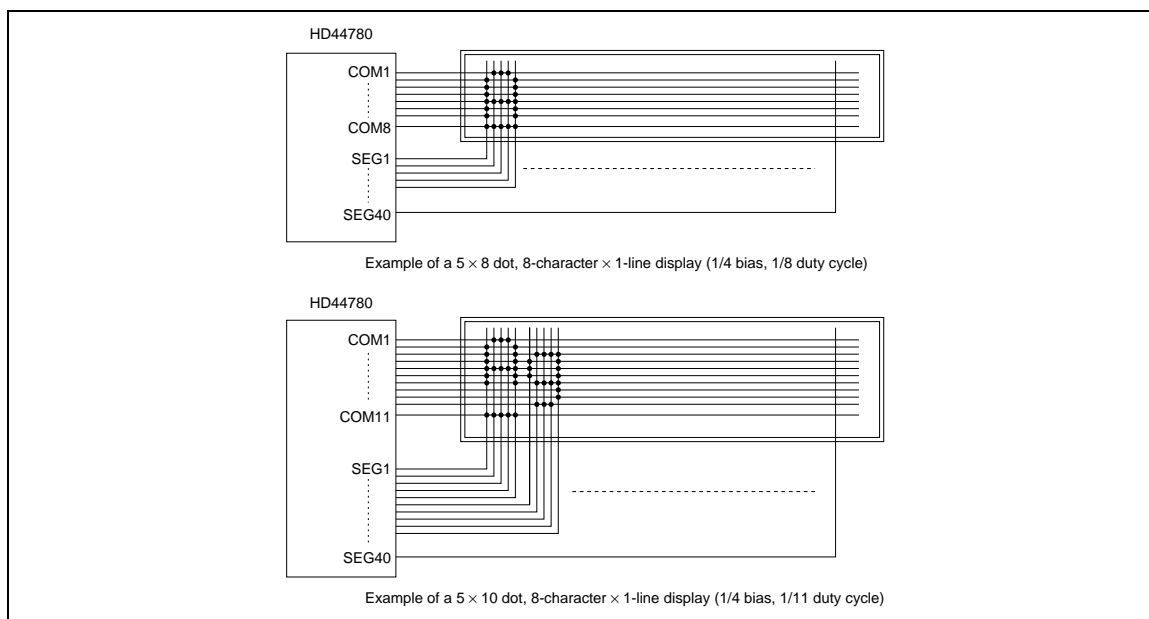 HD44780
COM1
COM8
SEG1
SEG40
Example of a 5 × 8 dot, 8-character × 1-line display (1/4 bias, 1/8 duty cycle)
HD44780
COM1
COM11
SEG1
SEG40
Example of a 5 × 10 dot, 8-character × 1-line display (1/4 bias, 1/11 duty cycle)